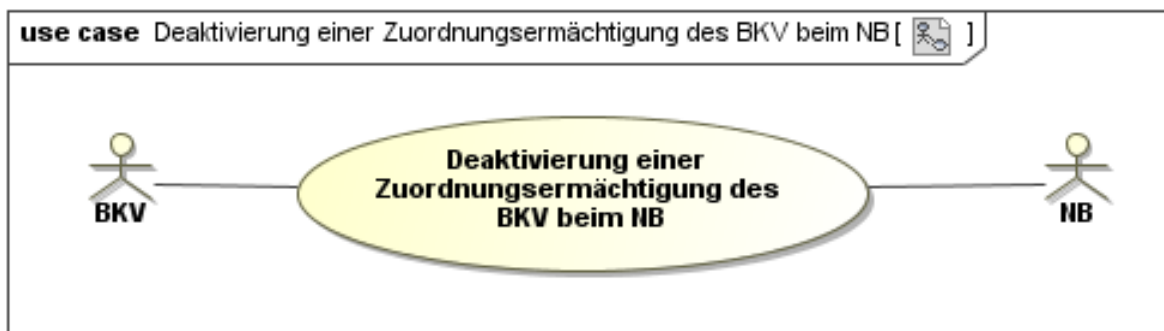 use case Deaktivierung einer Zuordnungsermächtigung des BKV beim NB[ ]
Deaktivierung einer
Zuordnungsermächtigung des
BKV beim NB
BKV
NB